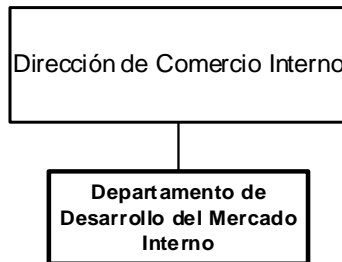 Dirección de Comercio Interno
Departamento de
Desarrollo del Mercado
Interno